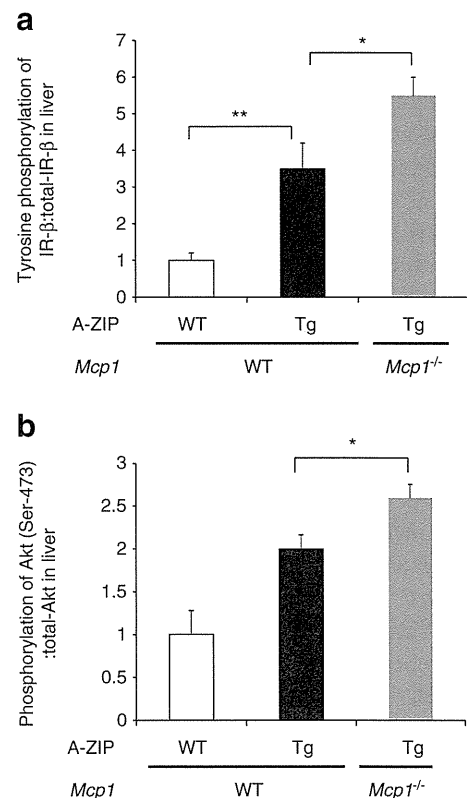 a
Tyrosine phosphorylation of
IR-β:total-IR-β in liver
7
6
5
4
3
2
1
0
**
*
A-ZIP WT Tg Tg
Mcp1 WT Mcp1-/-
b
Phosphorylation of Akt (Ser-473)
:total-Akt in liver
3
2.5
2
1.5
1
0.5
0
*
A-ZIP WT Tg Tg
Mcp1 WT Mcp1-/-